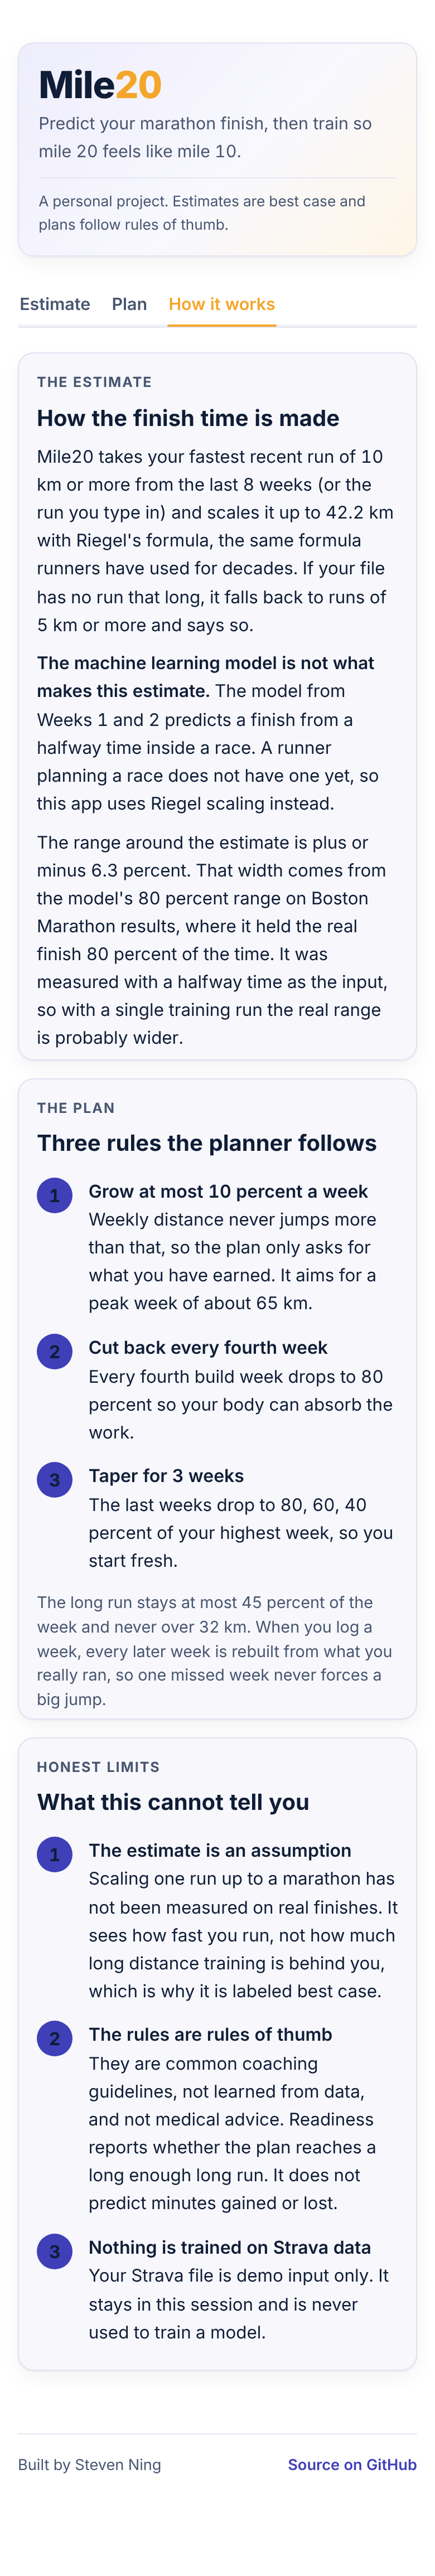 Mile20
Predict your marathon finish, then train so
mile 20 feels like mile 10.
A personal project. Estimates are best case and
plans follow rules of thumb.
Estimate Plan How it works
THE ESTIMATE
How the finish time is made
Mile20 takes your fastest recent run of 10
km or more from the last 8 weeks (or the
run you type in) and scales it up to 42.2 km
with Riegel's formula, the same formula
runners have used for decades. If your file
has no run that long, it falls back to runs of
5 km or more and says so.
The machine learning model is not what
makes this estimate. The model from
Weeks 1 and 2 predicts a finish from a
halfway time inside a race. A runner
planning a race does not have one yet, so
this app uses Riegel scaling instead.
The range around the estimate is plus or
minus 6.3 percent. That width comes from
the model's 80 percent range on Boston
Marathon results, where it held the real
finish 80 percent of the time. It was
measured with a halfway time as the input,
so with a single training run the real range
is probably wider.
THE PLAN
Three rules the planner follows
1 Grow at most 10 percent a week
Weekly distance never jumps more
than that, so the plan only asks for
what you have earned. It aims for a
peak week of about 65 km.
2 Cut back every fourth week
Every fourth build week drops to 80
percent so your body can absorb the
work.
3 Taper for 3 weeks
The last weeks drop to 80, 60, 40
percent of your highest week, so you
start fresh.
The long run stays at most 45 percent of the
week and never over 32 km. When you log a
week, every later week is rebuilt from what you
really ran, so one missed week never forces a
big jump.
HONEST LIMITS
What this cannot tell you
1 The estimate is an assumption
Scaling one run up to a marathon has
not been measured on real finishes. It
sees how fast you run, not how much
long distance training is behind you,
which is why it is labeled best case.
2 The rules are rules of thumb
They are common coaching
guidelines, not learned from data,
and not medical advice. Readiness
reports whether the plan reaches a
long enough long run. It does not
predict minutes gained or lost.
3 Nothing is trained on Strava data
Your Strava file is demo input only. It
stays in this session and is never
used to train a model.
Built by Steven Ning Source on GitHub